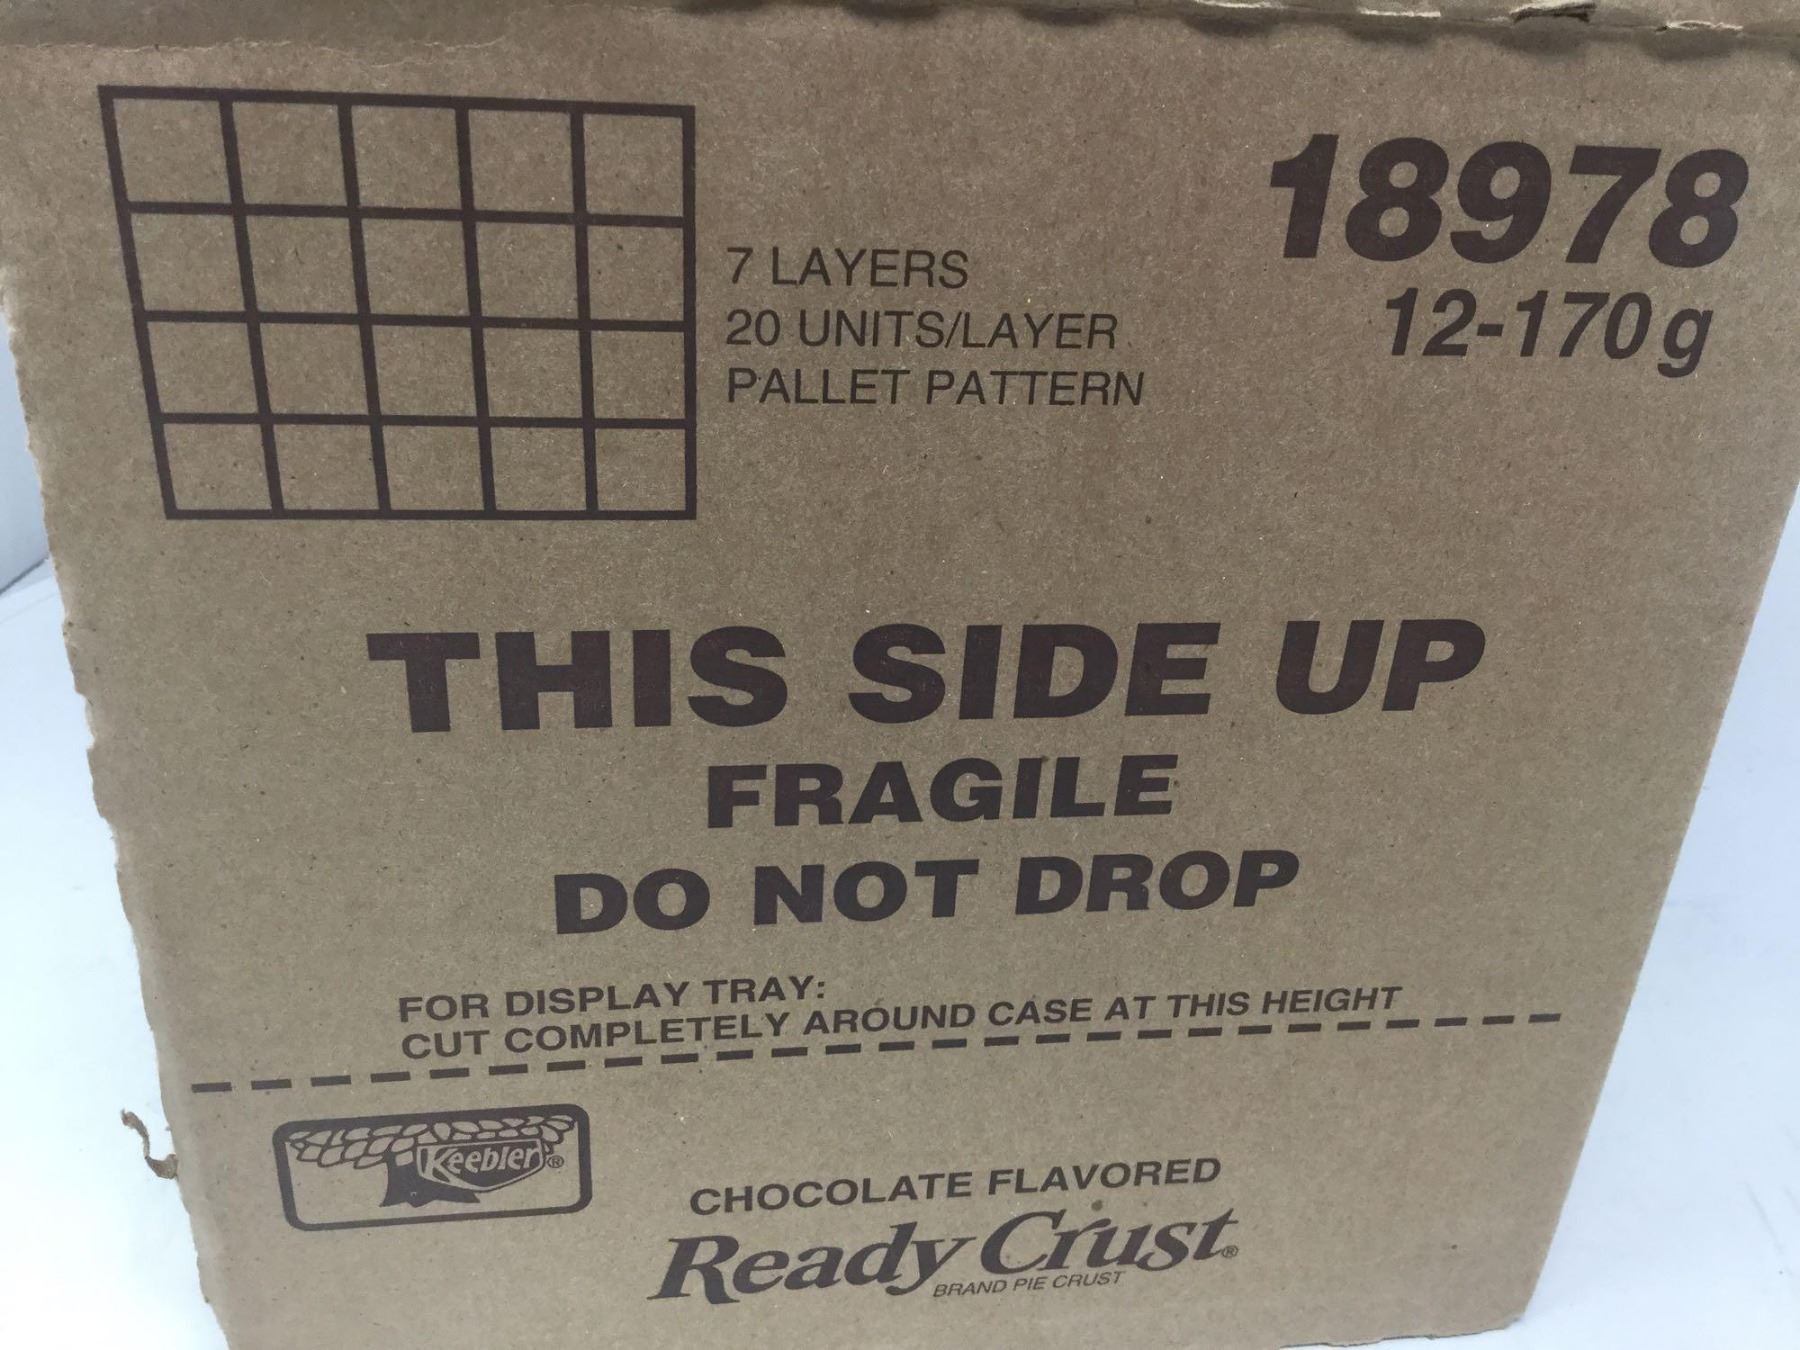 18978
12-170 g
7 LAYERS
20 UNITS/LAYER
PALLET PATTERN
THIS SIDE UP
FRAGILE
DO NOT DROP
FOR DISPLAY TRAY:
CUT COMPLETELY AROUND CASE AT THIS HEIGHT
Keebler®
CHOCOLATE FLAVORED
Ready Crust®
BRAND PIE CRUST